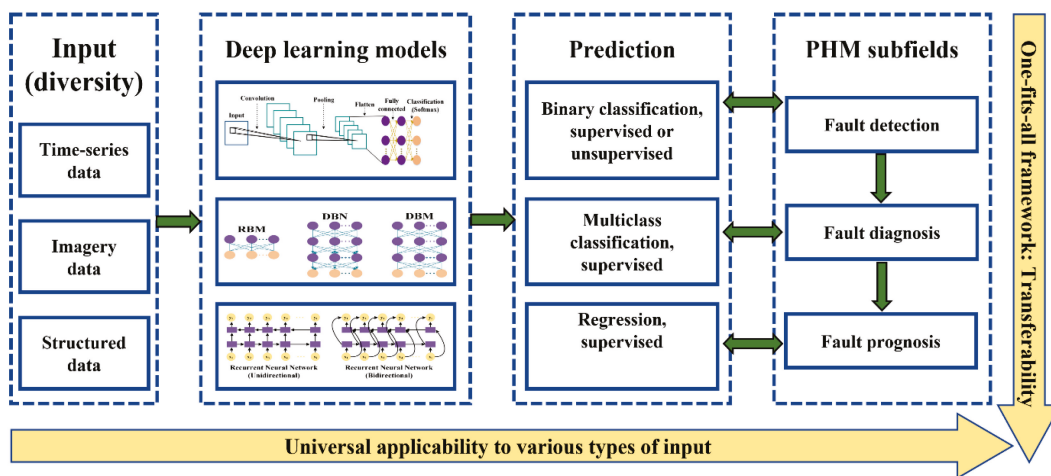 Input
(diversity)
Time-series
data
Imagery
data
Structured
data
Deep learning models
Convolution
Pooling
Flatten
Fully
connected
Classification
(Softmax)
Input
RBM
DBN
DBM
Recurrent Neural Network
(Unidirectional)
Recurrent Neural Network
(Bidirectional)
Prediction
Binary classification,
supervised or
unsupervised
Multiclass
classification,
supervised
Regression,
supervised
PHM subfields
Fault detection
Fault diagnosis
Fault prognosis
One-fits-all framework: Transferability
Universal applicability to various types of input